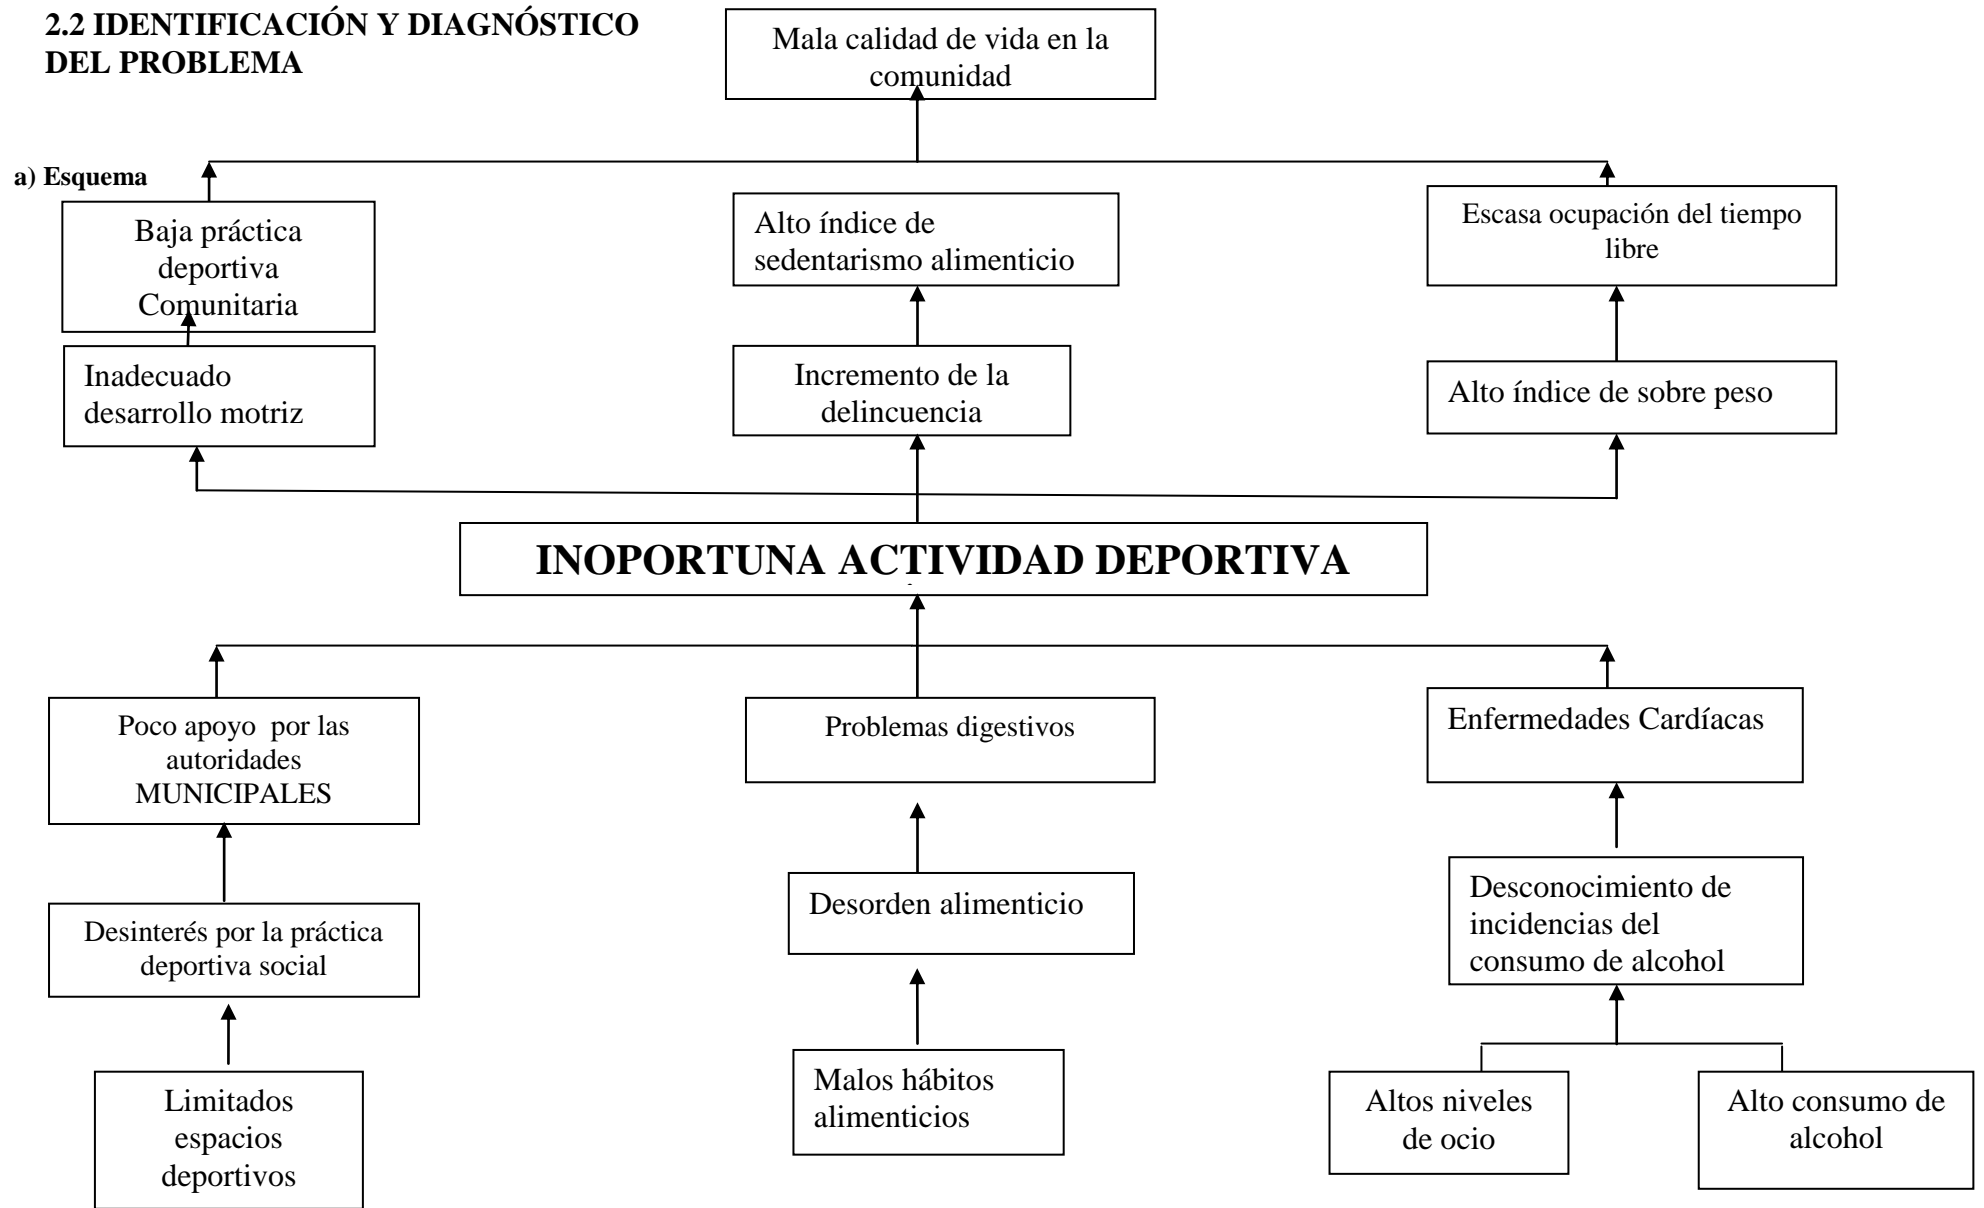 2.2 IDENTIFICACIÓN Y DIAGNÓSTICO
DEL PROBLEMA
Mala calidad de vida en la
comunidad
a) Esquema
Baja práctica
deportiva
Comunitaria
Alto índice de
sedentarismo alimenticio
Escasa ocupación del tiempo
libre
Inadecuado
desarrollo motriz
Incremento de la
delincuencia
Alto índice de sobre peso
INOPORTUNA ACTIVIDAD DEPORTIVA
Poco apoyo  por las
autoridades
MUNICIPALES
Problemas digestivos
Enfermedades Cardíacas
Desinterés por la práctica
deportiva social
Desorden alimenticio
Desconocimiento de
incidencias del
consumo de alcohol
Limitados
espacios
deportivos
Malos hábitos
alimenticios
Altos niveles
de ocio
Alto consumo de
alcohol